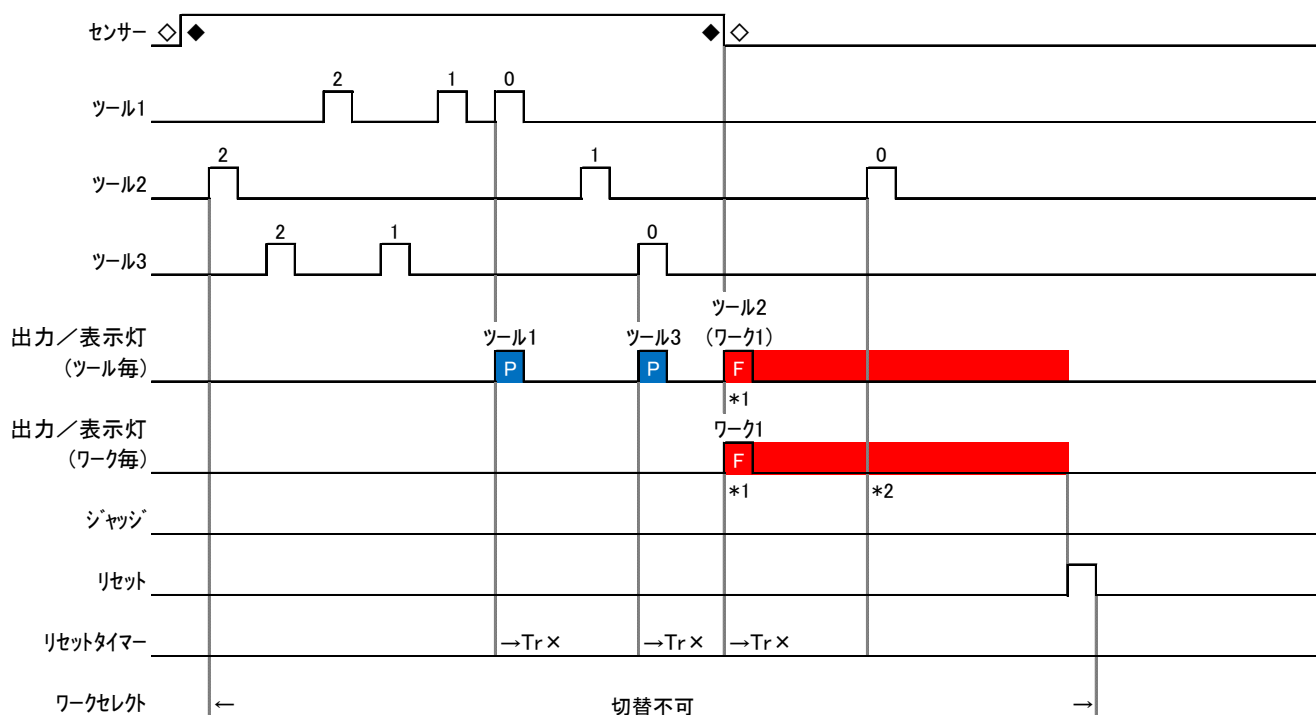 センサー ◇ ◆ ◆ ◇
2 1 0
ツール1
2 1 0
ツール2
2 1 0
ツール3
ツール2
出力／表示灯 ツール1 ツール3 （ワーク1）
（ツール毎） P P F
*1
出力／表示灯 ワーク1
（ワーク毎） F
*1 *2
ジャッジ
リセット
リセットタイマー →Tr× →Tr× →Tr×
ワークセレクト ← 切替不可 →